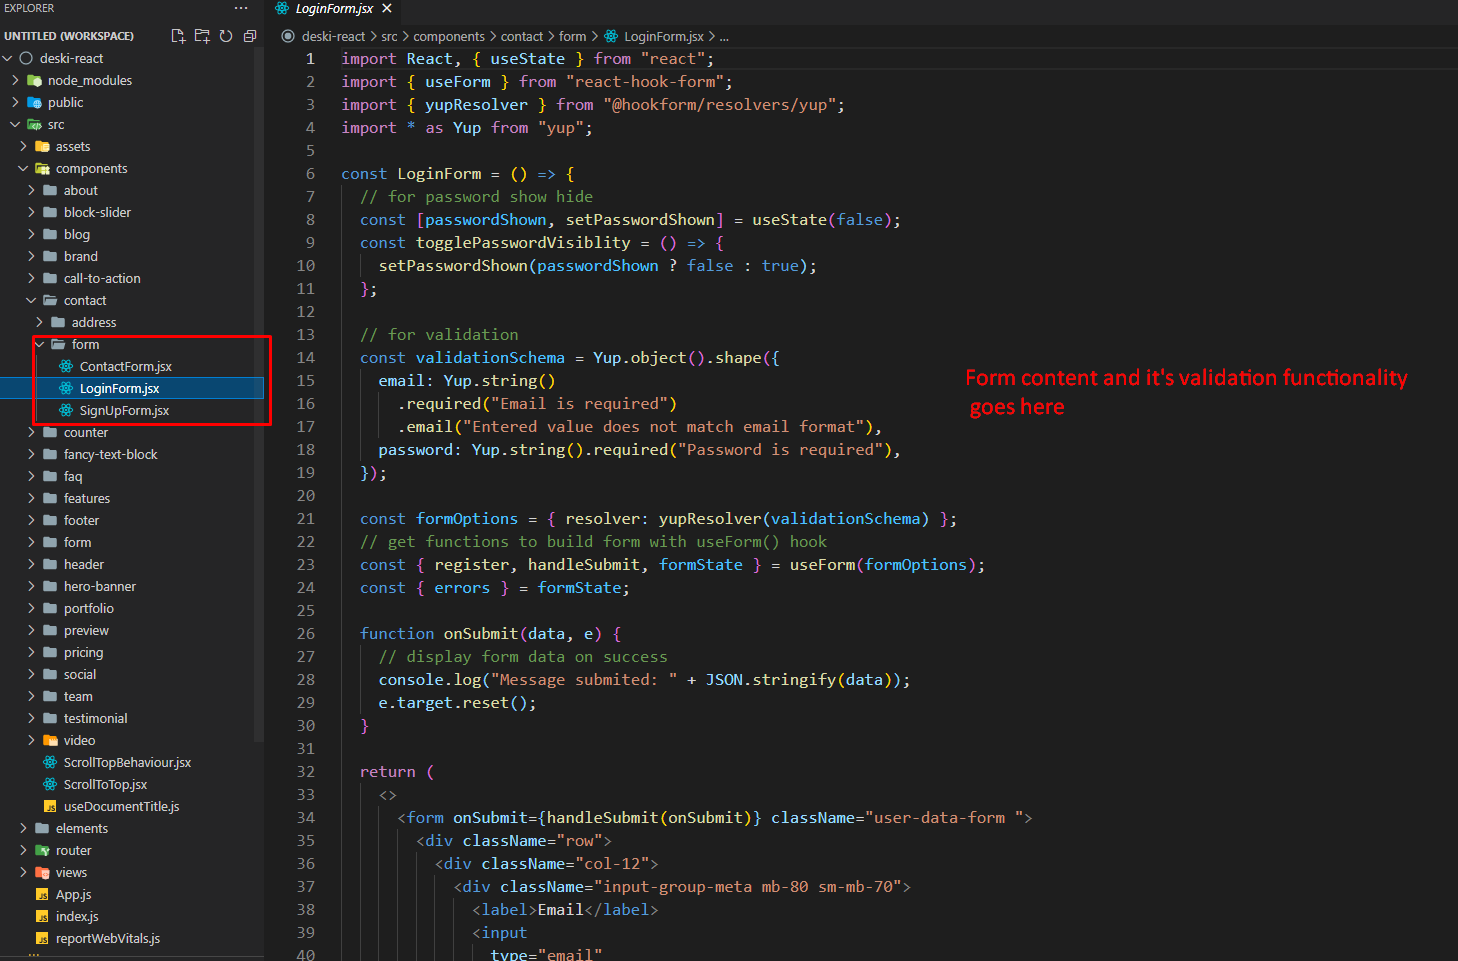 EXPLORER
UNTITLED (WORKSPACE)
deski-react
node_modules
public
src
assets
components
about
block-slider
blog
brand
call-to-action
contact
address
form
ContactForm.jsx
LoginForm.jsx
SignUpForm.jsx
counter
fancy-text-block
faq
features
footer
form
header
hero-banner
portfolio
preview
pricing
social
team
testimonial
video
ScrollTopBehaviour.jsx
ScrollToTop.jsx
useDocumentTitle.js
elements
router
views
App.js
index.js
reportWebVitals.js
LoginForm.jsx
deski-react > src > components > contact > form > LoginForm.jsx > ...
1 import React, { useState } from "react";
2 import { useForm } from "react-hook-form";
3 import { yupResolver } from "@hookform/resolvers/yup";
4 import * as Yup from "yup";
5
6 const LoginForm = () => {
7 // for password show hide
8 const [passwordShown, setPasswordShown] = useState(false);
9 const togglePasswordVisiblity = () => {
10 setPasswordShown(passwordShown ? false : true);
11 };
12
13 // for validation
14 const validationSchema = Yup.object().shape({
15 email: Yup.string()
16 .required("Email is required")
17 .email("Entered value does not match email format"),
18 password: Yup.string().required("Password is required"),
19 });
20
21 const formOptions = { resolver: yupResolver(validationSchema) };
22 // get functions to build form with useForm() hook
23 const { register, handleSubmit, formState } = useForm(formOptions);
24 const { errors } = formState;
25
26 function onSubmit(data, e) {
27 // display form data on success
28 console.log("Message submited: " + JSON.stringify(data));
29 e.target.reset();
30 }
31
32 return (
33 <>
34 <form onSubmit={handleSubmit(onSubmit)} className="user-data-form ">
35 <div className="row">
36 <div className="col-12">
37 <div className="input-group-meta mb-80 sm-mb-70">
38 <label>Email</label>
39 <input
40 type="email"
Form content and it's validation functionality
goes here